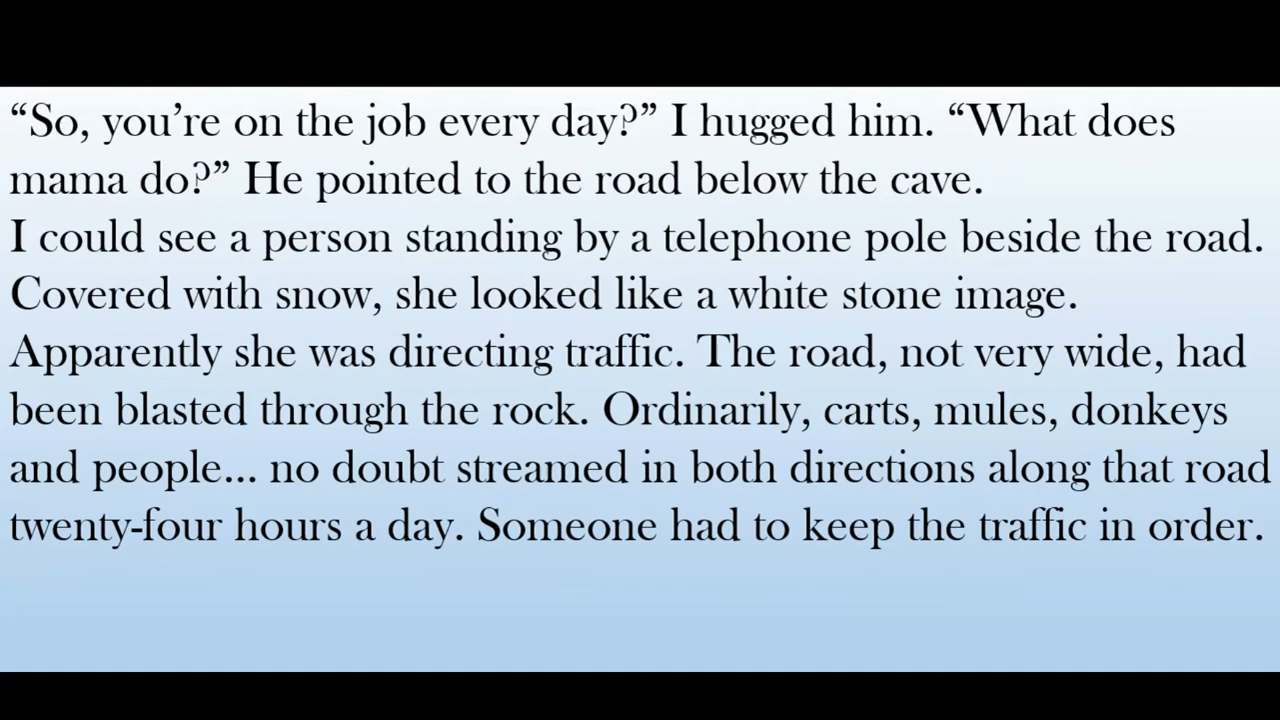 “So, you’re on the job every day?” I hugged him. “What does
mama do?” He pointed to the road below the cave.
I could see a person standing by a telephone pole beside the road.
Covered with snow, she looked like a white stone image.
Apparently she was directing traffic. The road, not very wide, had
been blasted through the rock. Ordinarily, carts, mules, donkeys
and people... no doubt streamed in both directions along that road
twenty-four hours a day. Someone had to keep the traffic in order.